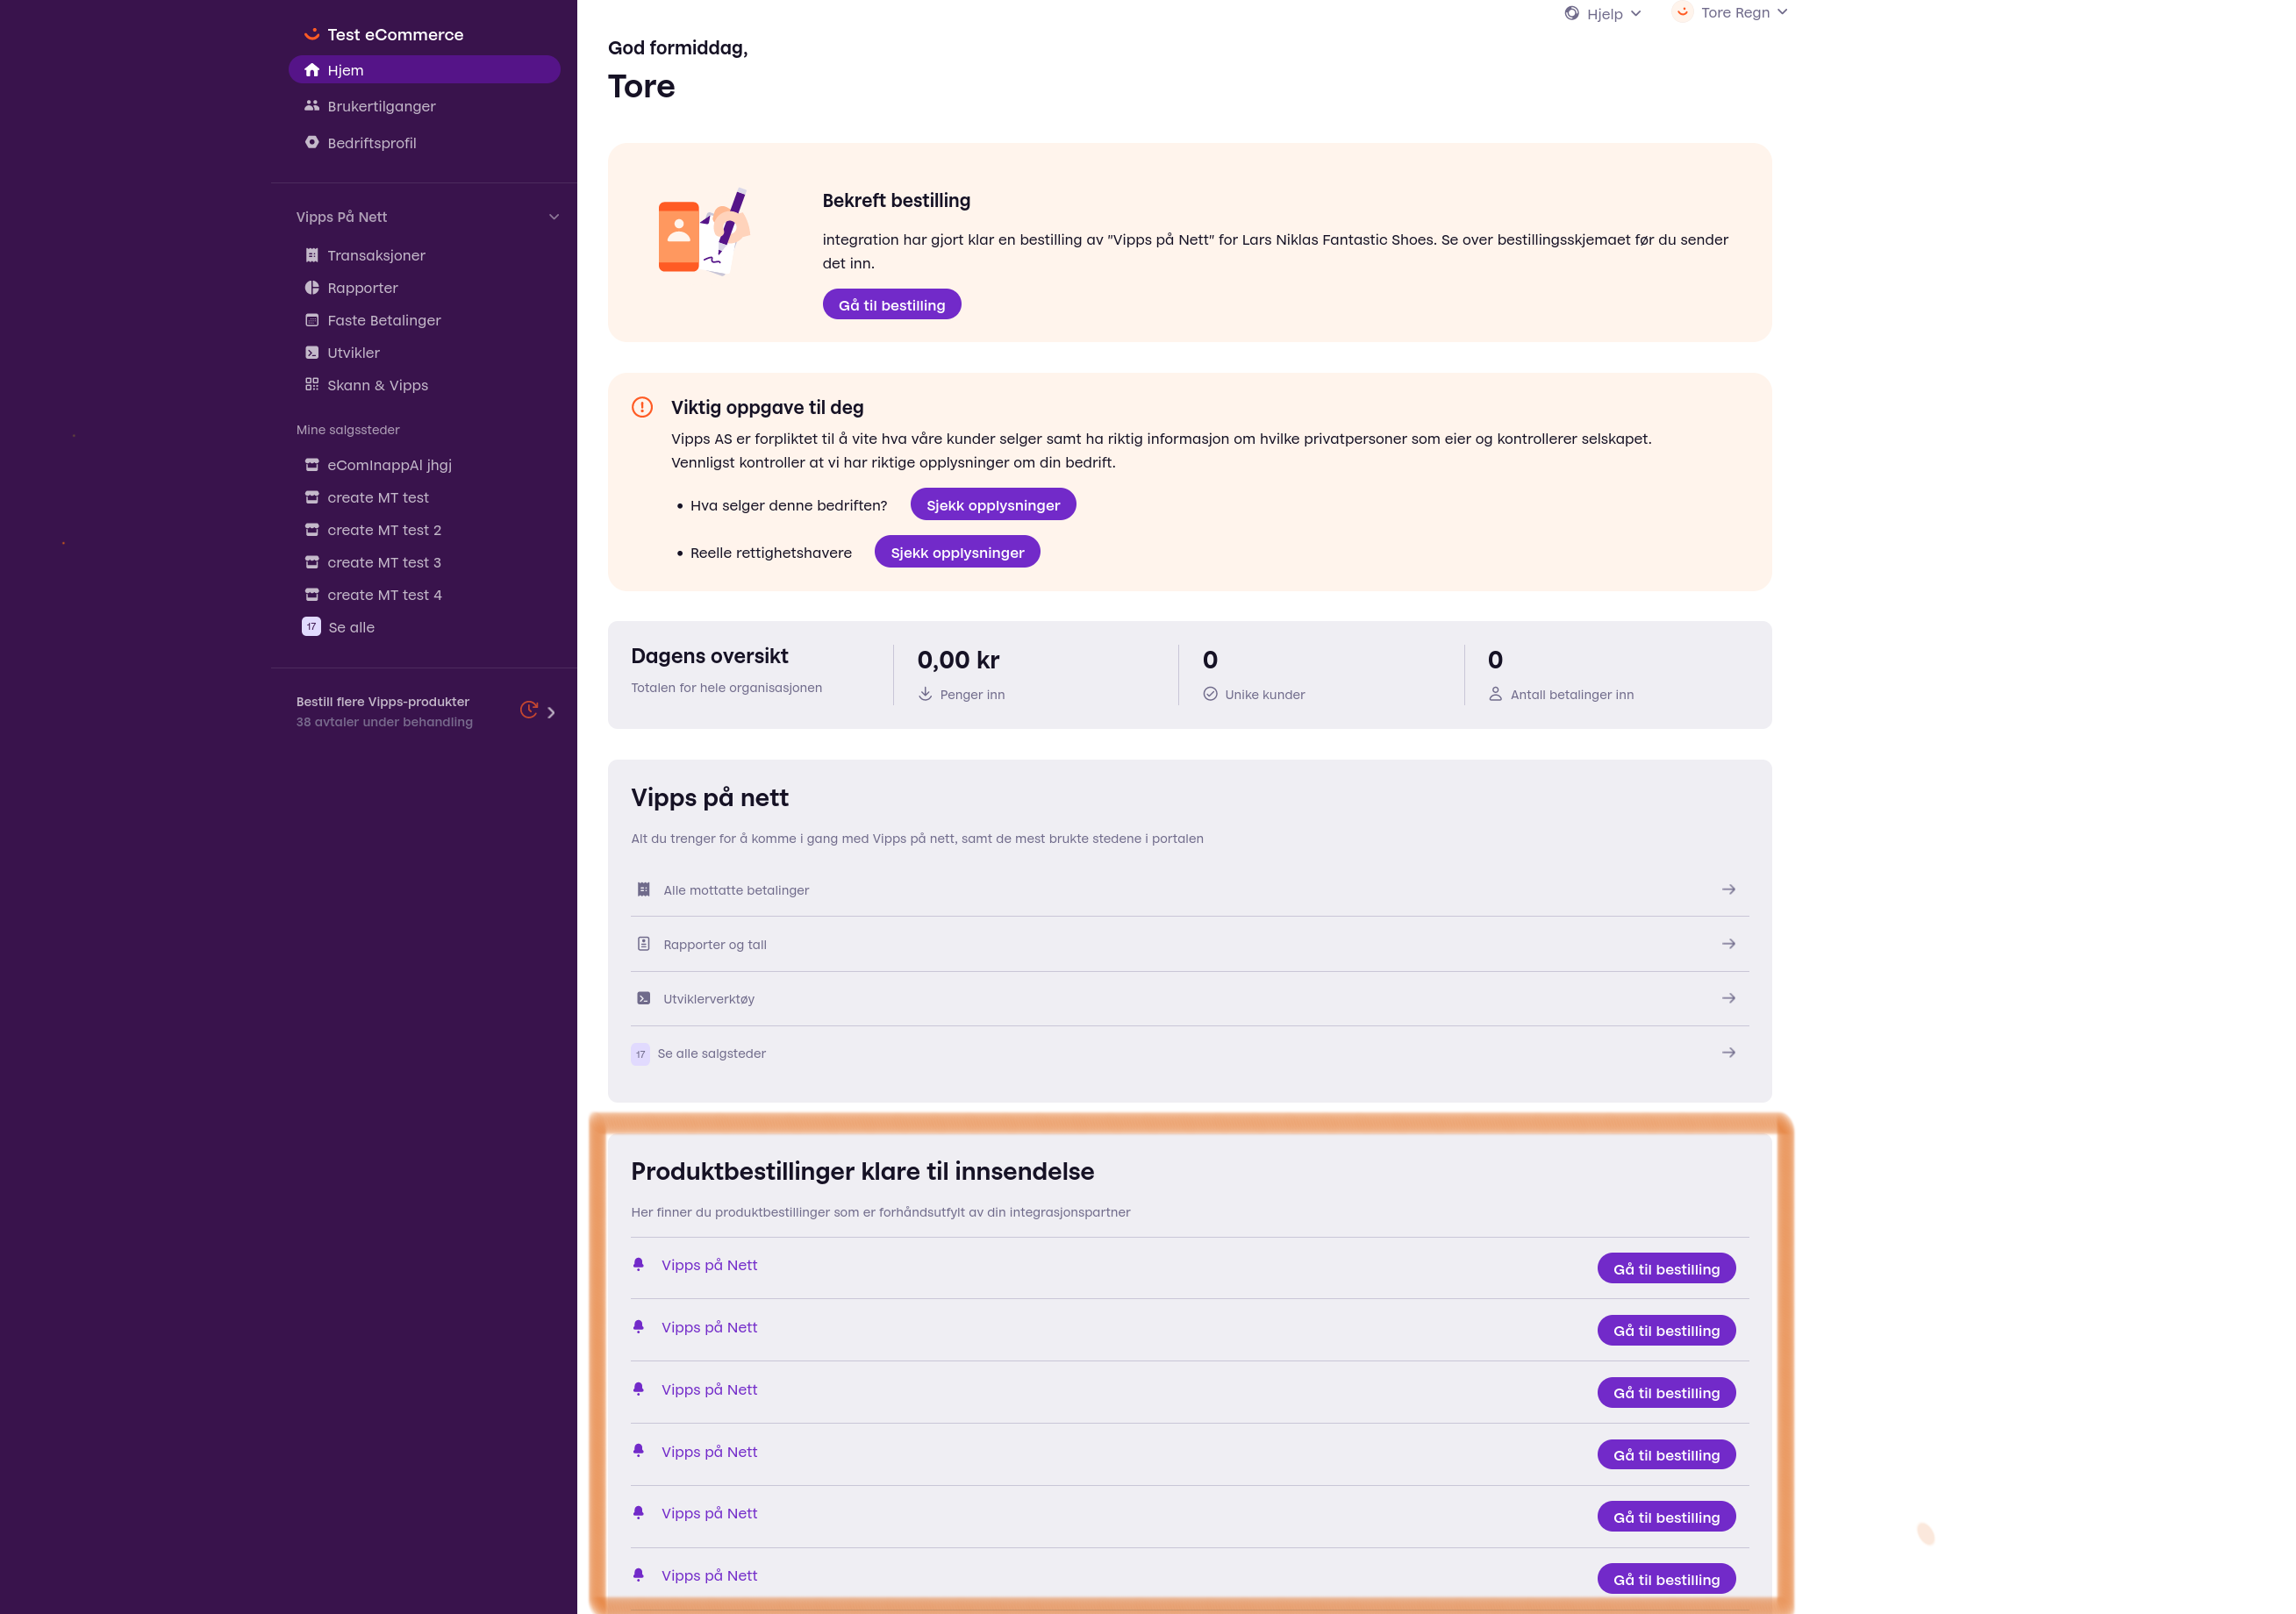 Test eCommerce
Hjem
Brukertilganger
Bedriftsprofil
Vipps På Nett
Transaksjoner
Rapporter
Faste Betalinger
Utvikler
Skann & Vipps
Mine salgssteder
eComInappAl jhgj
create MT test
create MT test 2
create MT test 3
create MT test 4
17 Se alle
Bestill flere Vipps-produkter
38 avtaler under behandling
Hjelp
Tore Regn
God formiddag,
Tore
Bekreft bestilling
integration har gjort klar en bestilling av "Vipps på Nett" for Lars Niklas Fantastic Shoes. Se over bestillingsskjemaet før du sender
det inn.
Gå til bestilling
Viktig oppgave til deg
Vipps AS er forpliktet til å vite hva våre kunder selger samt ha riktig informasjon om hvilke privatpersoner som eier og kontrollerer selskapet.
Vennligst kontroller at vi har riktige opplysninger om din bedrift.
• Hva selger denne bedriften? Sjekk opplysninger
• Reelle rettighetshavere Sjekk opplysninger
Dagens oversikt
Totalen for hele organisasjonen
0,00 kr
Penger inn
0
Unike kunder
0
Antall betalinger inn
Vipps på nett
Alt du trenger for å komme i gang med Vipps på nett, samt de mest brukte stedene i portalen
Alle mottatte betalinger
Rapporter og tall
Utviklerverktøy
17 Se alle salgsteder
Produktbestillinger klare til innsendelse
Her finner du produktbestillinger som er forhåndsutfylt av din integrasjonspartner
Vipps på Nett Gå til bestilling
Vipps på Nett Gå til bestilling
Vipps på Nett Gå til bestilling
Vipps på Nett Gå til bestilling
Vipps på Nett Gå til bestilling
Vipps på Nett Gå til bestilling